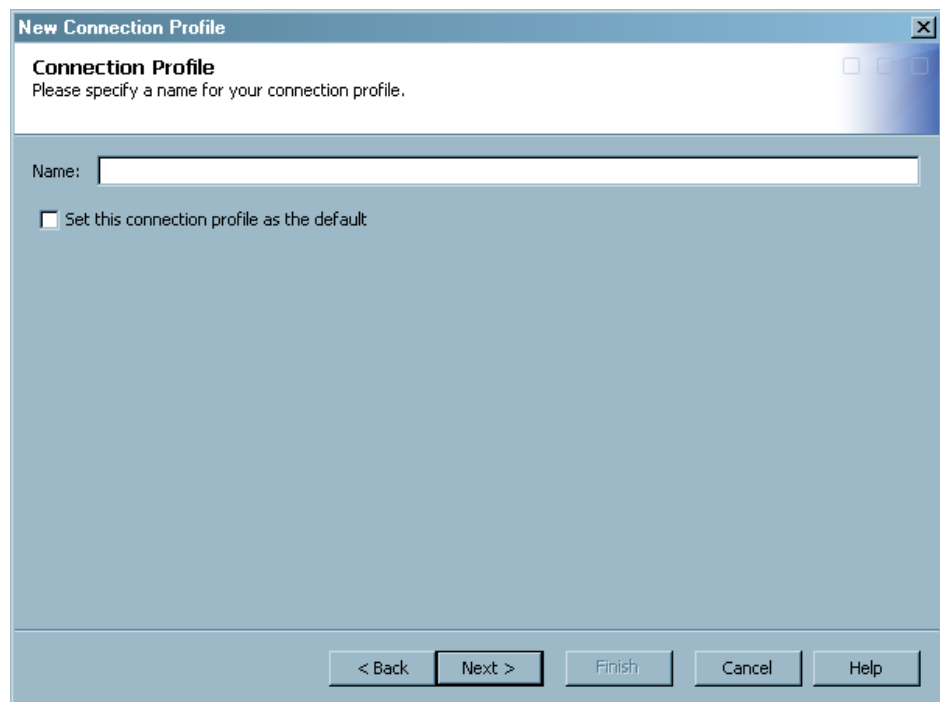 New Connection Profile
Connection Profile
Please specify a name for your connection profile.
Name:
Set this connection profile as the default
< Back Next > Finish Cancel Help